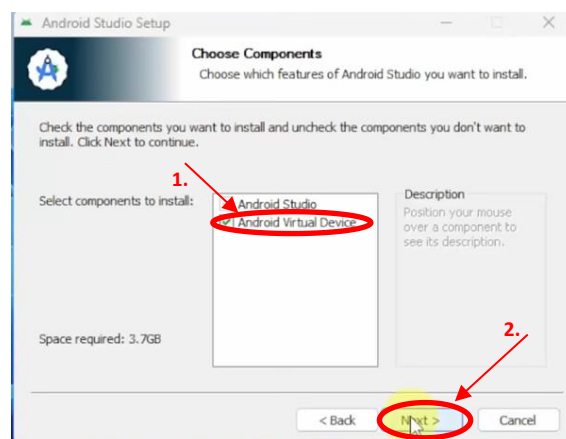 Android Studio Setup
Choose Components
Choose which features of Android Studio you want to install.
Check the components you want to install and uncheck the components you don't want to
install. Click Next to continue.
1.
Select components to install:
Android Studio
Android Virtual Device
Description
Position your mouse
over a component to
see its description.
Space required: 3.7GB
2.
< Back
Next >
Cancel